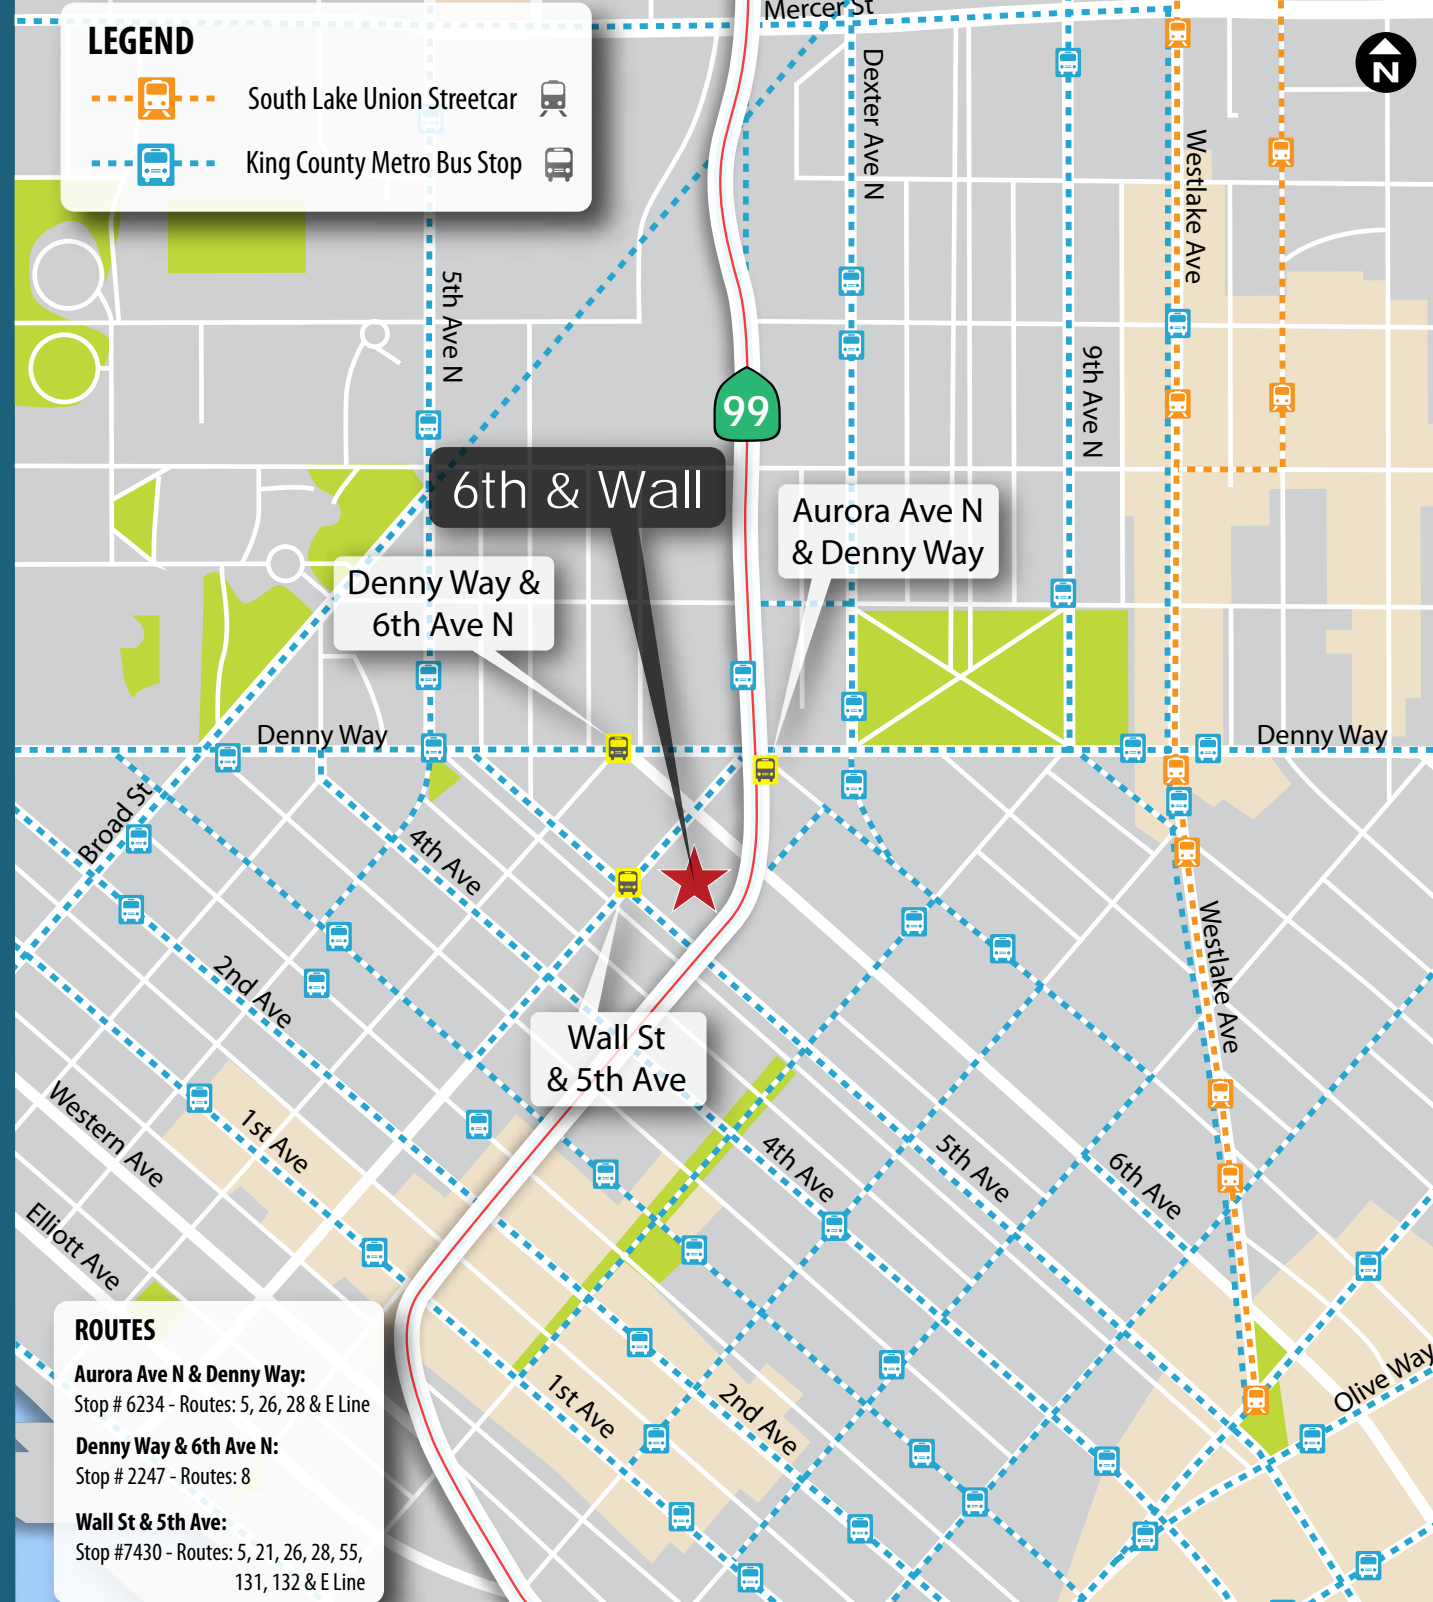 Mercer St
LEGEND
South Lake Union Streetcar
King County Metro Bus Stop
N
Dexter Ave N
Westlake Ave
5th Ave N
9th Ave N
99
6th & Wall
Aurora Ave N
& Denny Way
Denny Way &
6th Ave N
Denny Way
Denny Way
Broad St
4th Ave
Westlake Ave
2nd Ave
Wall St
& 5th Ave
Western Ave
1st Ave
4th Ave
5th Ave
6th Ave
Elliott Ave
Olive Way
1st Ave
2nd Ave
ROUTES
Aurora Ave N & Denny Way:
Stop # 6234 - Routes: 5, 26, 28 & E Line
Denny Way & 6th Ave N:
Stop # 2247 - Routes: 8
Wall St & 5th Ave:
Stop #7430 - Routes: 5, 21, 26, 28, 55,
131, 132 & E Line